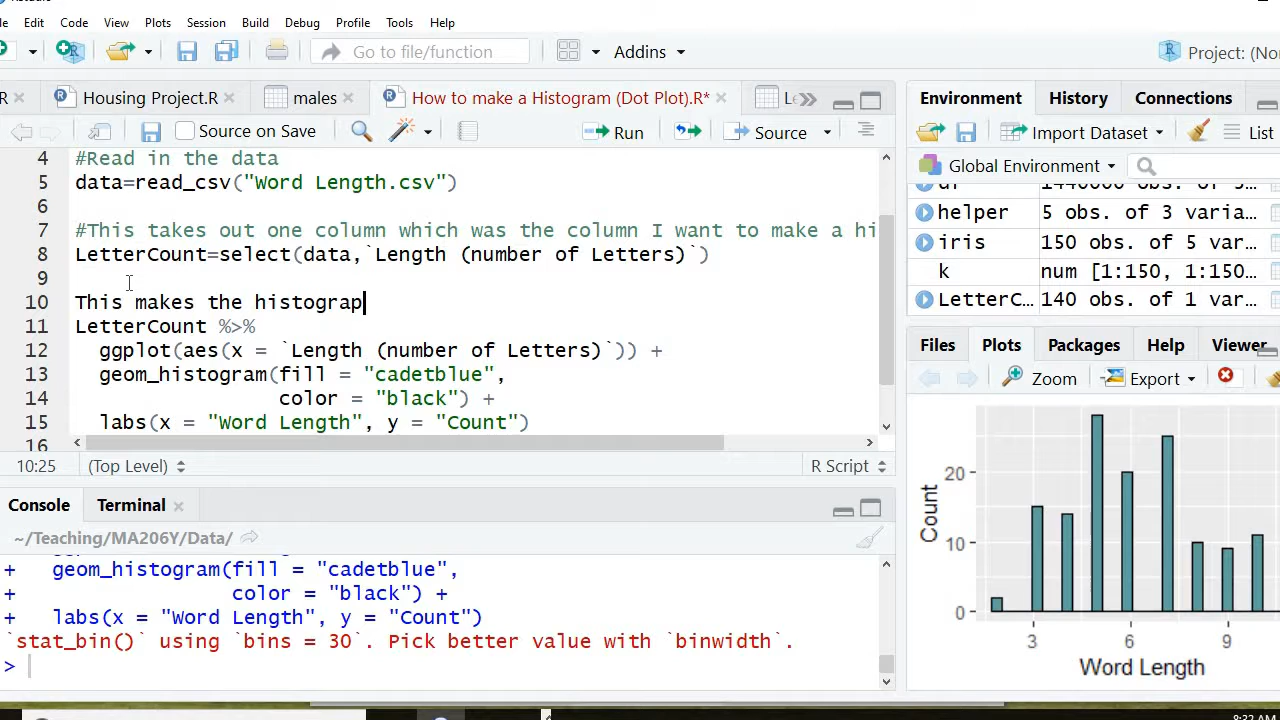 Edit Code View Plots Session Build Debug Profile Tools Help
Go to file/function Addins Project: (No
R Housing Project.R males How to make a Histogram (Dot Plot).R* Le
Source on Save Run Source
4 #Read in the data
5 data=read_csv("Word Length.csv")
6
7 #This takes out one column which was the column I want to make a hi
8 LetterCount=select(data,`Length (number of Letters)`)
9
10 This makes the histograp
11 LetterCount %>%
12 ggplot(aes(x = `Length (number of Letters)`)) +
13 geom_histogram(fill = "cadetblue",
14 color = "black") +
15 labs(x = "Word Length", y = "Count")
16
10:25 (Top Level) R Script
Console Terminal
~/Teaching/MA206Y/Data/
+ geom_histogram(fill = "cadetblue",
+ color = "black") +
+ labs(x = "Word Length", y = "Count")
`stat_bin()` using `bins = 30`. Pick better value with `binwidth`.
>
Environment History Connections
Import Dataset List
Global Environment
helper 5 obs. of 3 varia…
iris 150 obs. of 5 var…
k num [1:150, 1:150…
LetterC… 140 obs. of 1 var…
Files Plots Packages Help Viewer
Zoom Export
Count
20
10
0
3 6 9
Word Length
8:32 AM